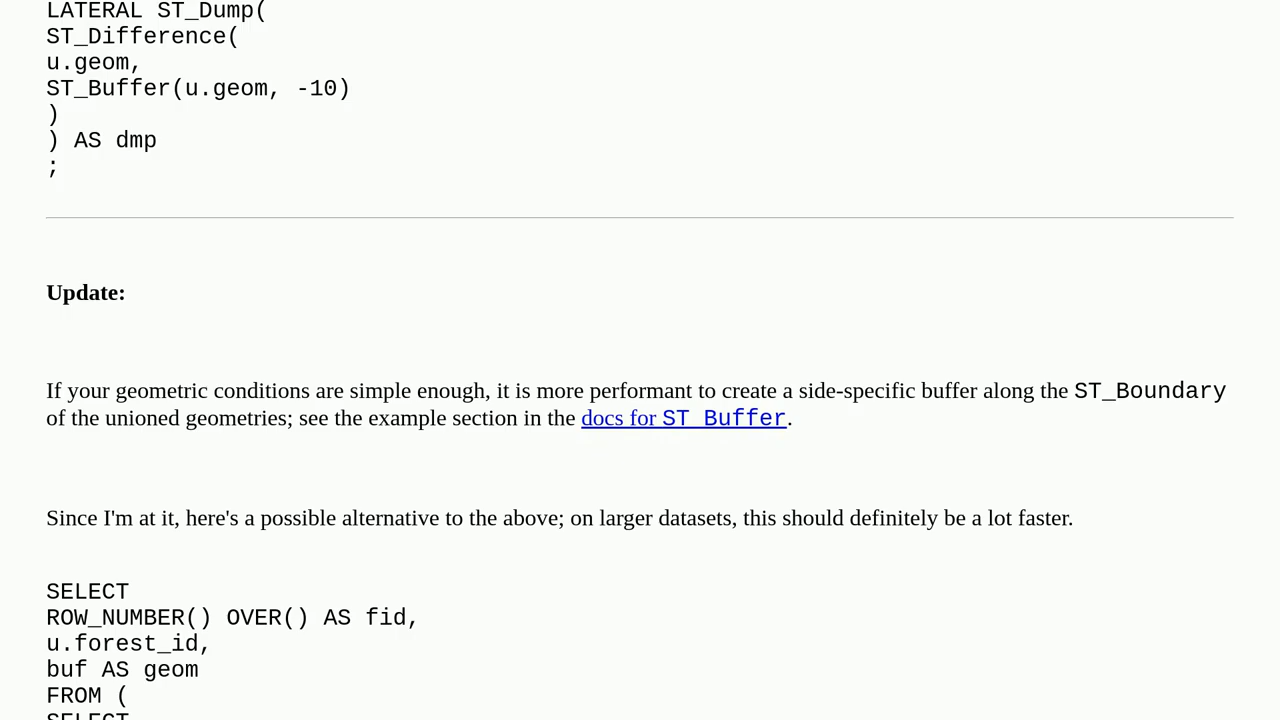 LATERAL ST_Dump(
ST_Difference(
u.geom,
ST_Buffer(u.geom, -10)
)
) AS dmp
;
Update:
If your geometric conditions are simple enough, it is more performant to create a side-specific buffer along the ST_Boundary
of the unioned geometries; see the example section in the docs for ST_Buffer.
Since I'm at it, here's a possible alternative to the above; on larger datasets, this should definitely be a lot faster.
SELECT
ROW_NUMBER() OVER() AS fid,
u.forest_id,
buf AS geom
FROM (
SELECT